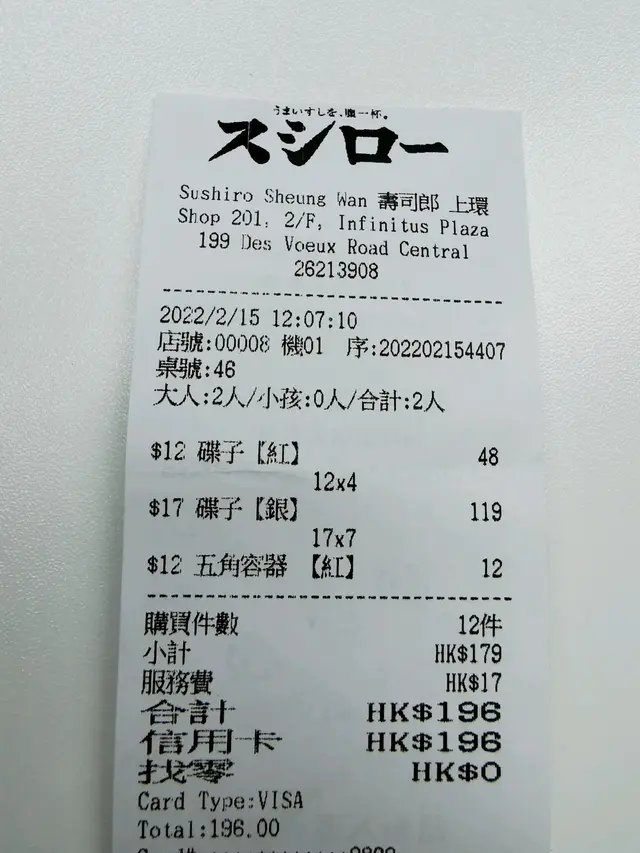 うまいすしを、腹一杯。
スシロー
Sushiro Sheung Wan 壽司郎 上環
Shop 201, 2/F, Infinitus Plaza
199 Des Voeux Road Central
26213908
2022/2/15 12:07:10
店號:00008 機01 序:202202154407
桌號:46
大人:2人/小孩:0人/合計:2人
$12 碟子【紅】 48
12x4
$17 碟子【銀】 119
17x7
$12 五角容器 【紅】 12
購買件數 12件
小計 HK$179
服務費 HK$17
合計 HK$196
信用卡 HK$196
找零 HK$0
Card Type:VISA
Total:196.00